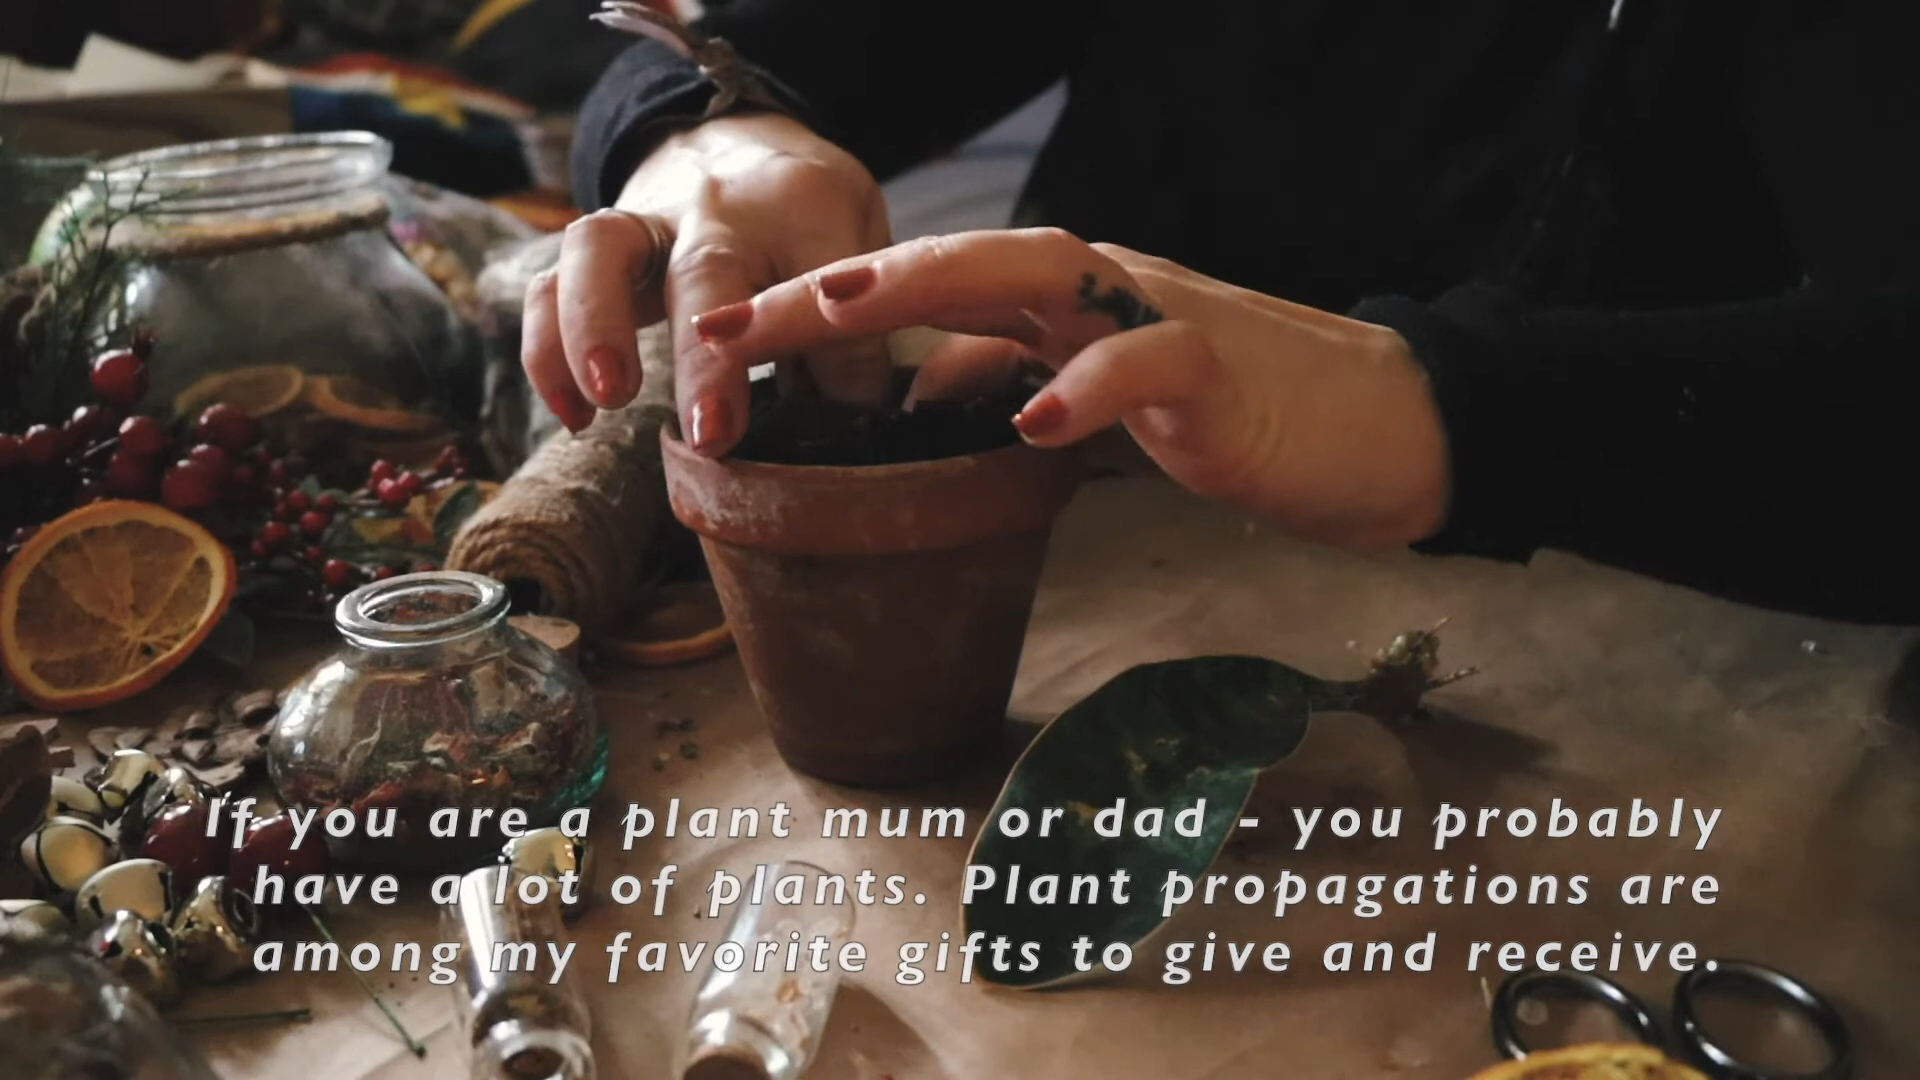 If you are a plant mum or dad - you probably
have a lot of plants. Plant propagations are
among my favorite gifts to give and receive.